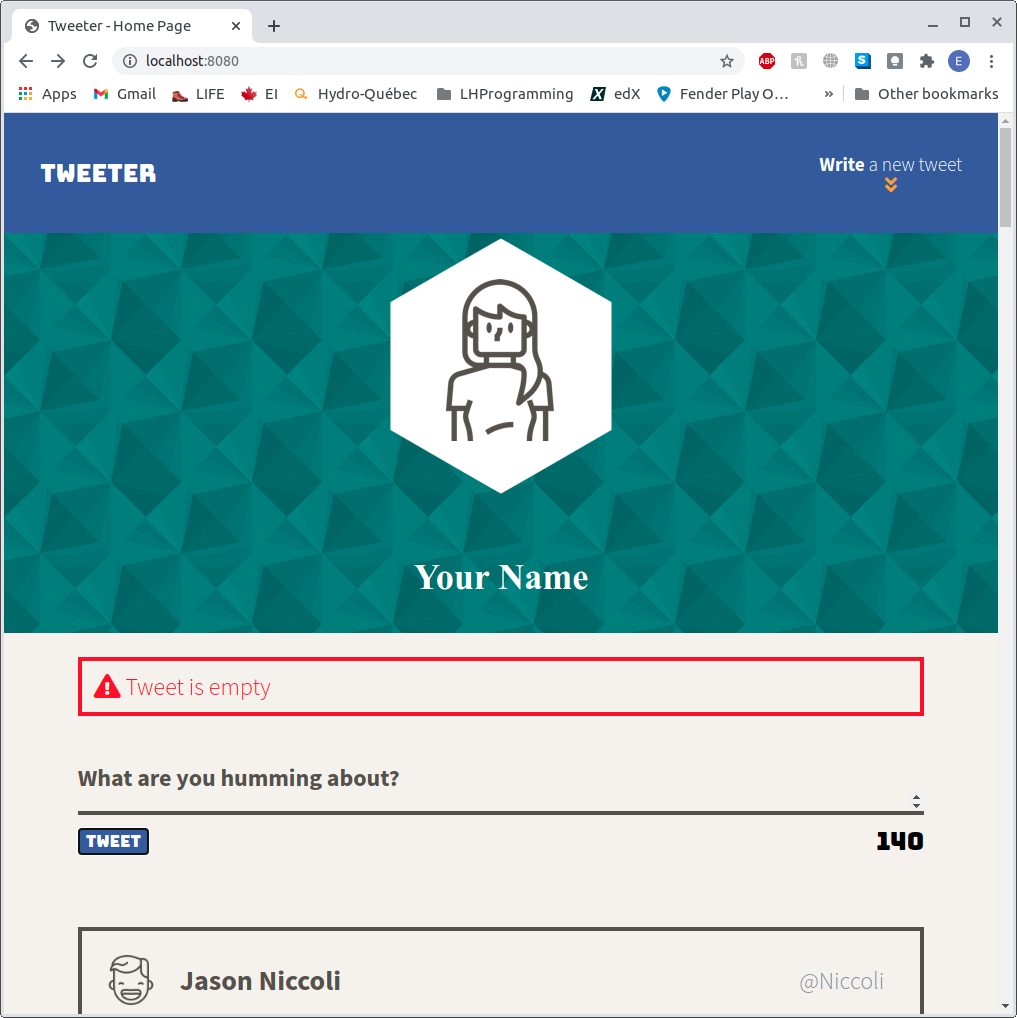 Tweeter - Home Page
localhost:8080
ABP
S
E
Apps Gmail LIFE EI Hydro-Québec LHProgramming edX Fender Play O… » Other bookmarks
TWEETER
Write a new tweet
Your Name
Tweet is empty
What are you humming about?
TWEET 140
Jason Niccoli @Niccoli